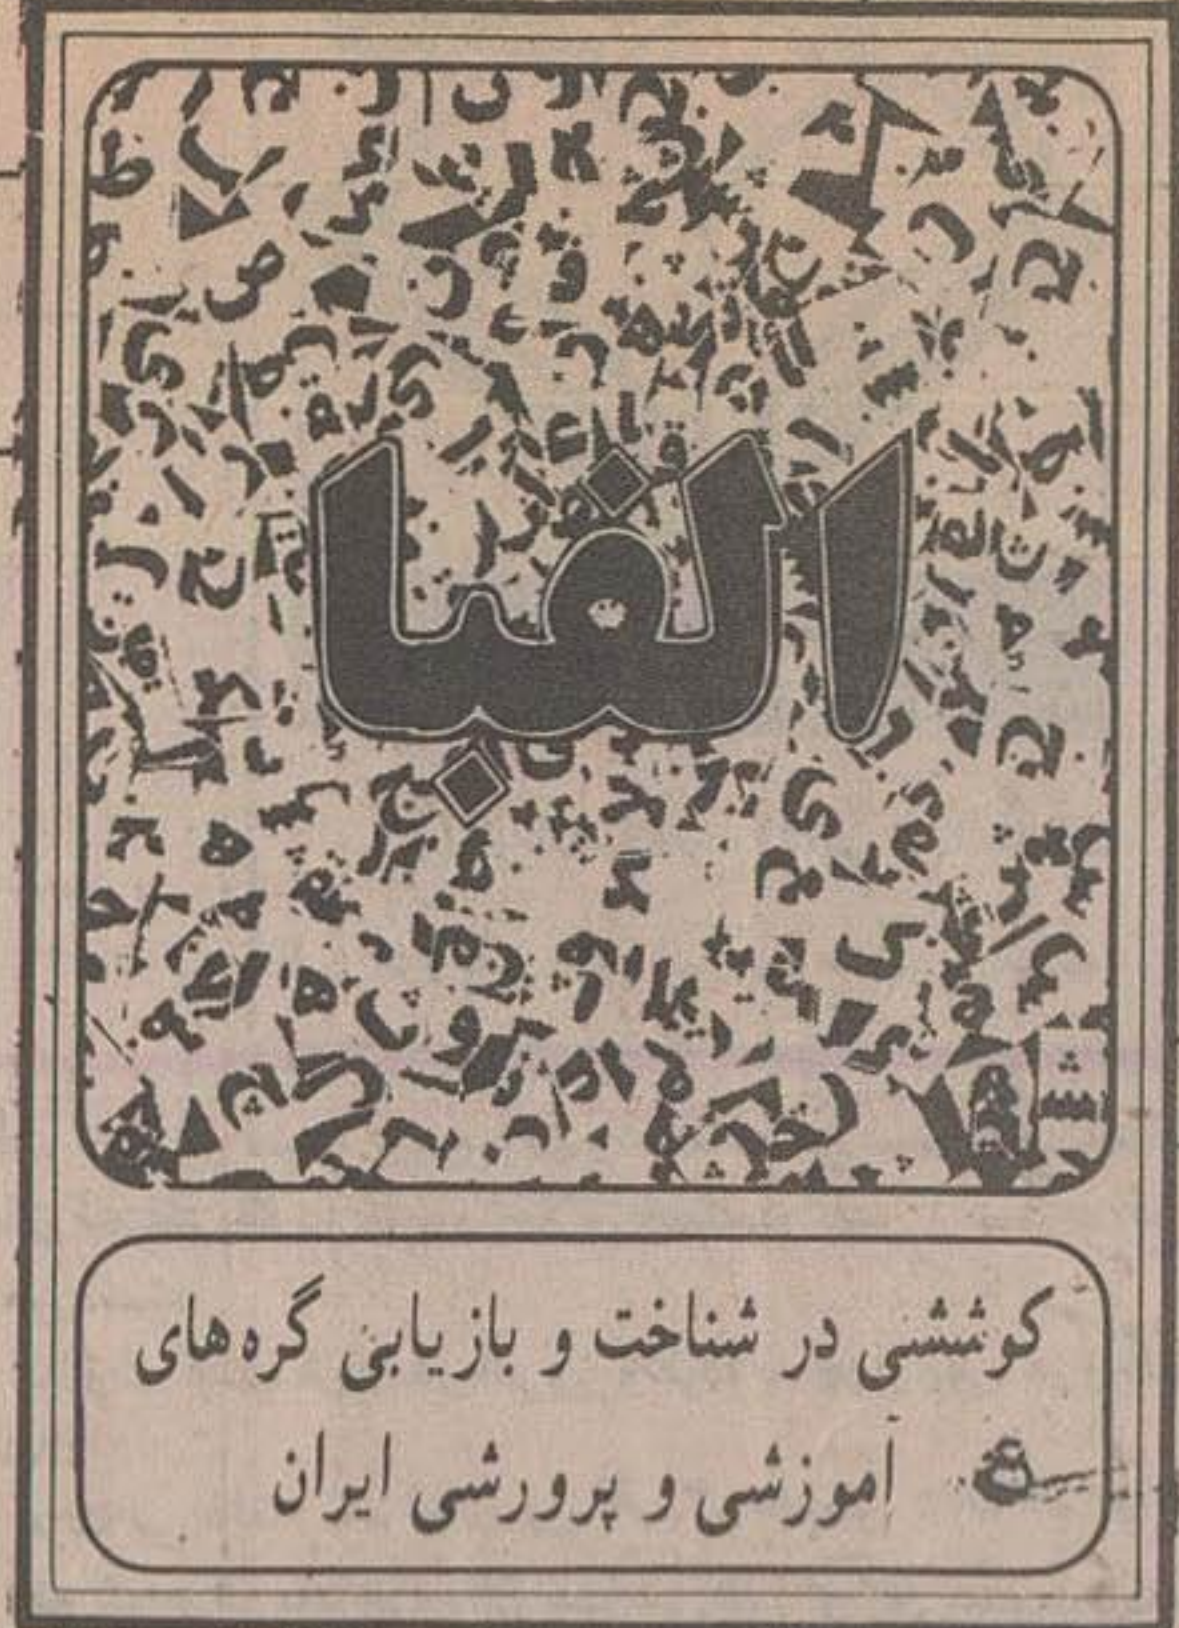 الفبا
کوششی در شناخت و بازیابی گره‌های
آموزشی و پرورشی ایران